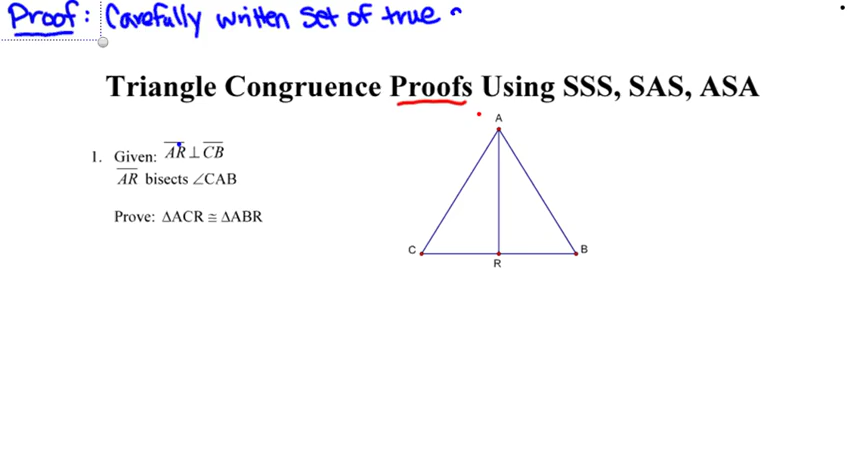 Proof: Carefully written set of true
Triangle Congruence Proofs Using SSS, SAS, ASA
1. Given: AR ⊥ CB
AR bisects ∠CAB
Prove: ΔACR ≅ ΔABR
A
C
B
R